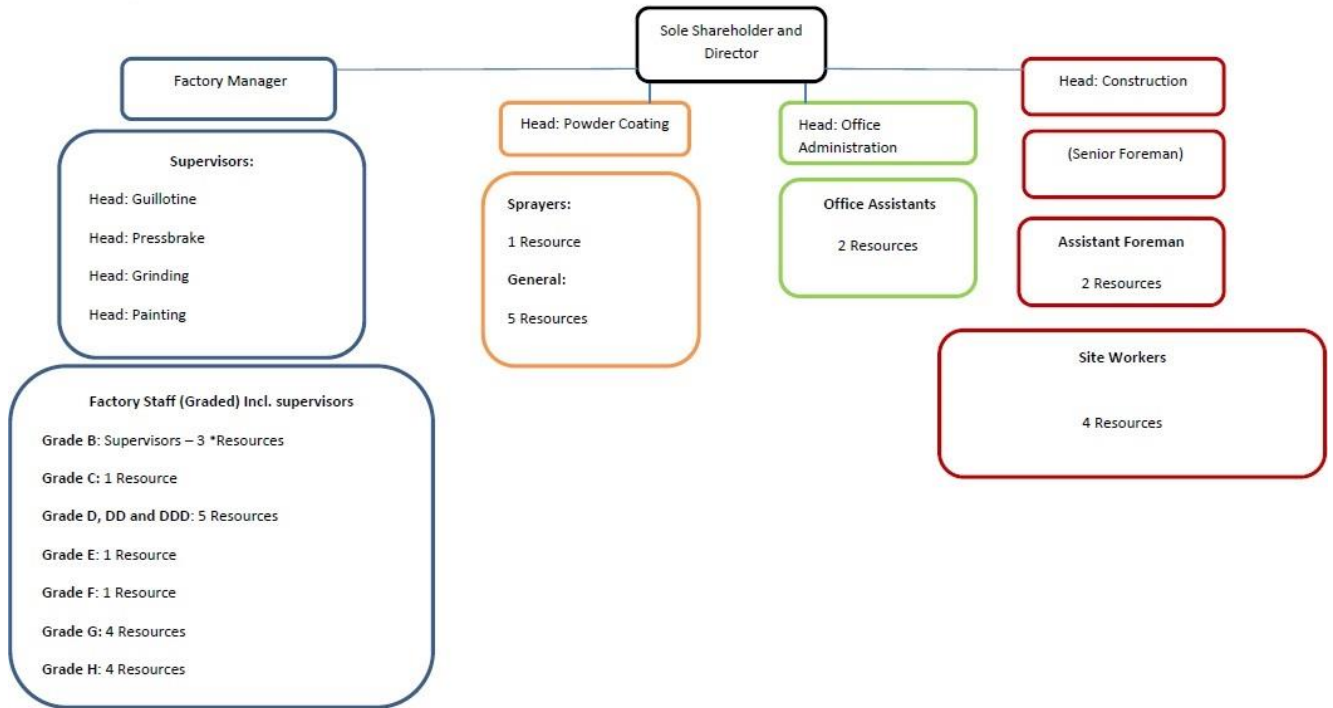 Sole Shareholder and
Director
Factory Manager
Supervisors:
Head: Guillotine
Head: Pressbrake
Head: Grinding
Head: Painting
Factory Staff (Graded) Incl. supervisors
Grade B: Supervisors – 3 *Resources
Grade C: 1 Resource
Grade D, DD and DDD: 5 Resources
Grade E: 1 Resource
Grade F: 1 Resource
Grade G: 4 Resources
Grade H: 4 Resources
Head: Powder Coating
Sprayers:
1 Resource
General:
5 Resources
Head: Office
Administration
Office Assistants
2 Resources
Head: Construction
(Senior Foreman)
Assistant Foreman
2 Resources
Site Workers
4 Resources